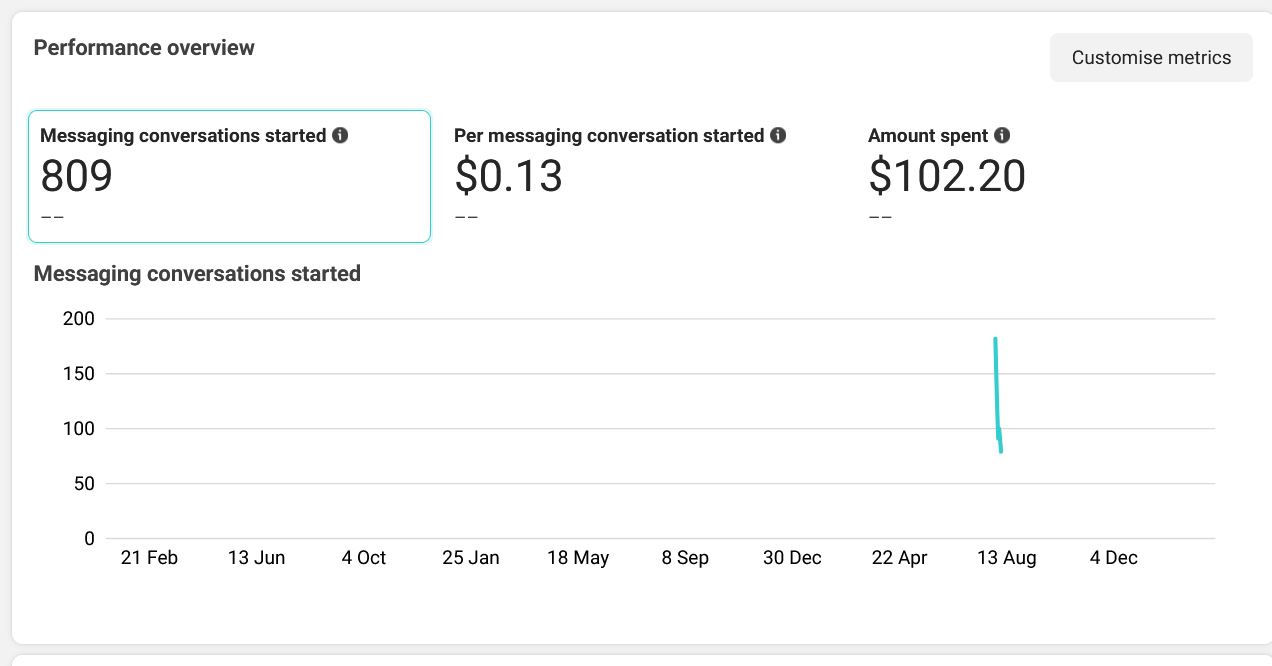 Performance overview
Customise metrics
Messaging conversations started
809
--
Per messaging conversation started
$0.13
--
Amount spent
$102.20
--
Messaging conversations started
200
150
100
50
0
21 Feb 13 Jun 4 Oct 25 Jan 18 May 8 Sep 30 Dec 22 Apr 13 Aug 4 Dec